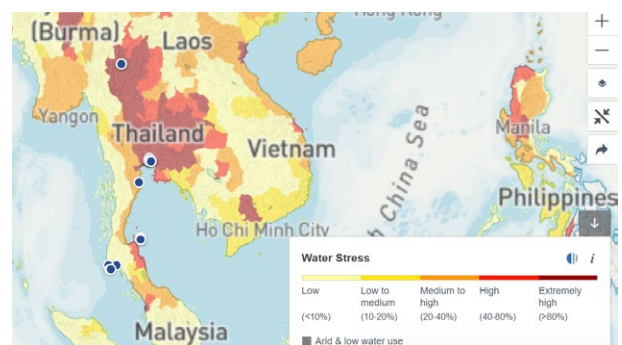 (Burma)
Laos
Yangon
Thailand
Vietnam
China Sea
Manila
Philippines
Ho Chi Minh City
Malaysia
Water Stress
i
Low
Low to
medium
Medium to
high
High
Extremely
high
(<10%)
(10-20%)
(20-40%)
(40-80%)
(>80%)
Arid & low water use